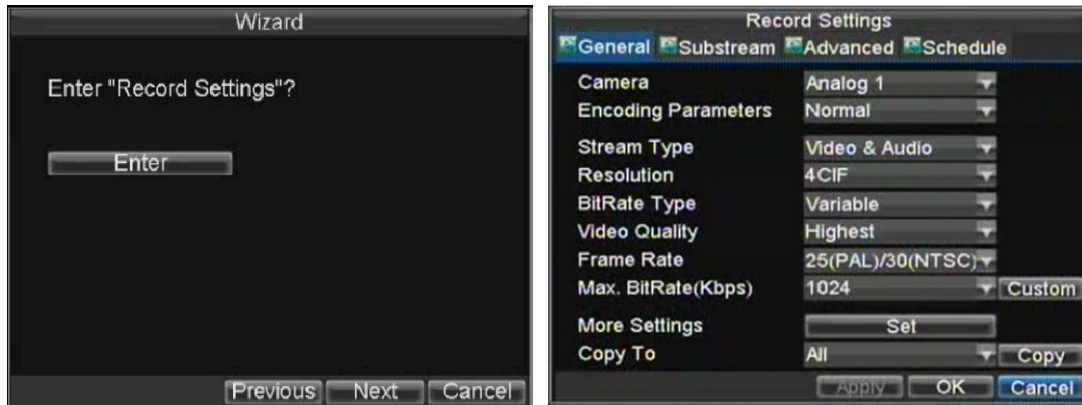 Wizard
Enter "Record Settings"?
Enter
Previous Next Cancel
Record Settings
General Substream Advanced Schedule
Camera Analog 1
Encoding Parameters Normal
Stream Type Video & Audio
Resolution 4CIF
BitRate Type Variable
Video Quality Highest
Frame Rate 25(PAL)/30(NTSC)
Max. BitRate(Kbps) 1024 Custom
More Settings Set
Copy To All Copy
Apply OK Cancel